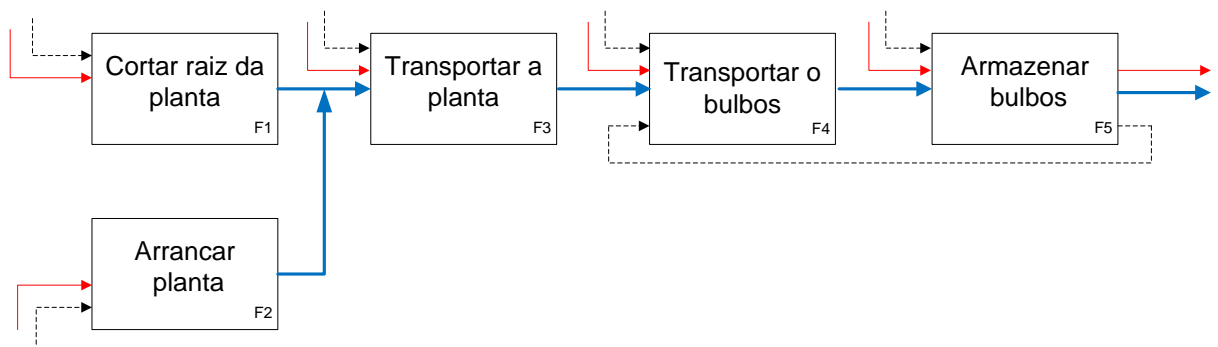 Cortar raiz da
planta
F1
Transportar a
planta
F3
Transportar o
bulbos
F4
Armazenar
bulbos
F5
Arrancar
planta
F2